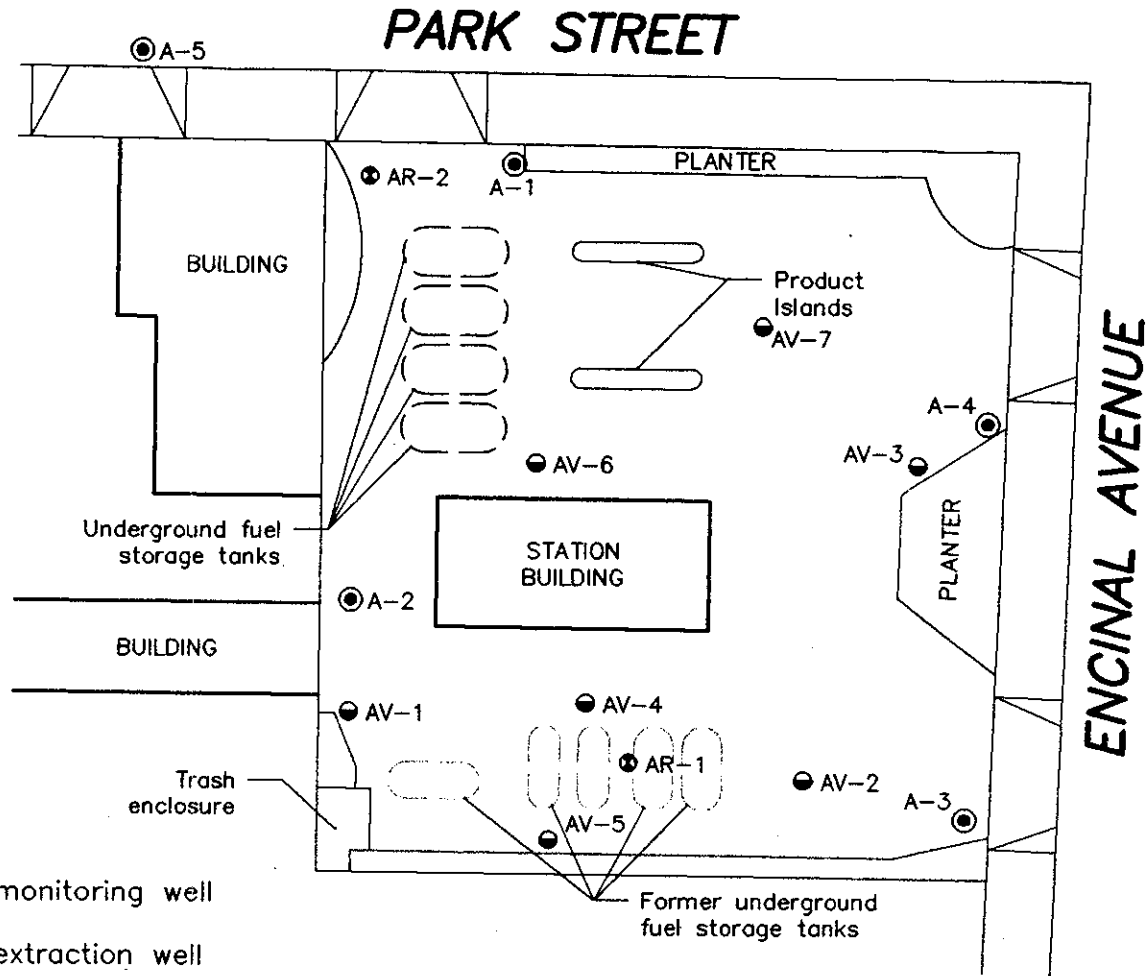 PARK STREET
A-5
PLANTER
AR-2
A-1
BUILDING
Product
Islands
AV-7
ENCINAL AVENUE
A-4
AV-3
AV-6
Underground fuel
storage tanks
STATION
BUILDING
PLANTER
A-2
BUILDING
AV-1
AV-4
AR-1
Trash
enclosure
AV-2
A-3
AV-5
monitoring well
Former underground
fuel storage tanks
extraction well